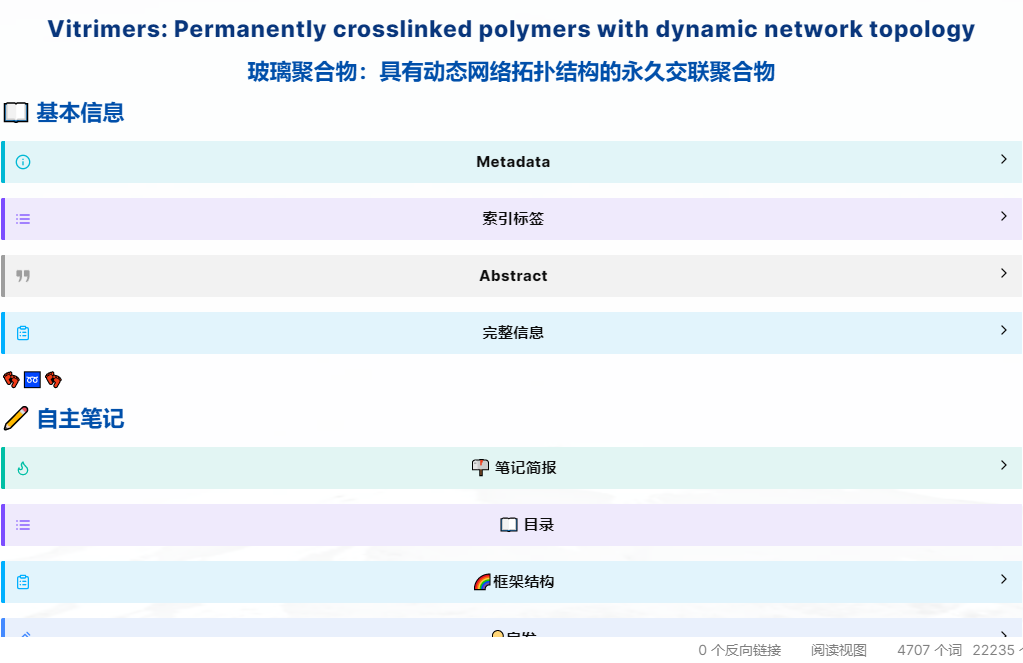 Vitrimers: Permanently crosslinked polymers with dynamic network topology
玻璃聚合物：具有动态网络拓扑结构的永久交联聚合物
基本信息
Metadata
索引标签
Abstract
完整信息
自主笔记
笔记简报
目录
框架结构
0 个反向链接 阅读视图 4707 个词 22235